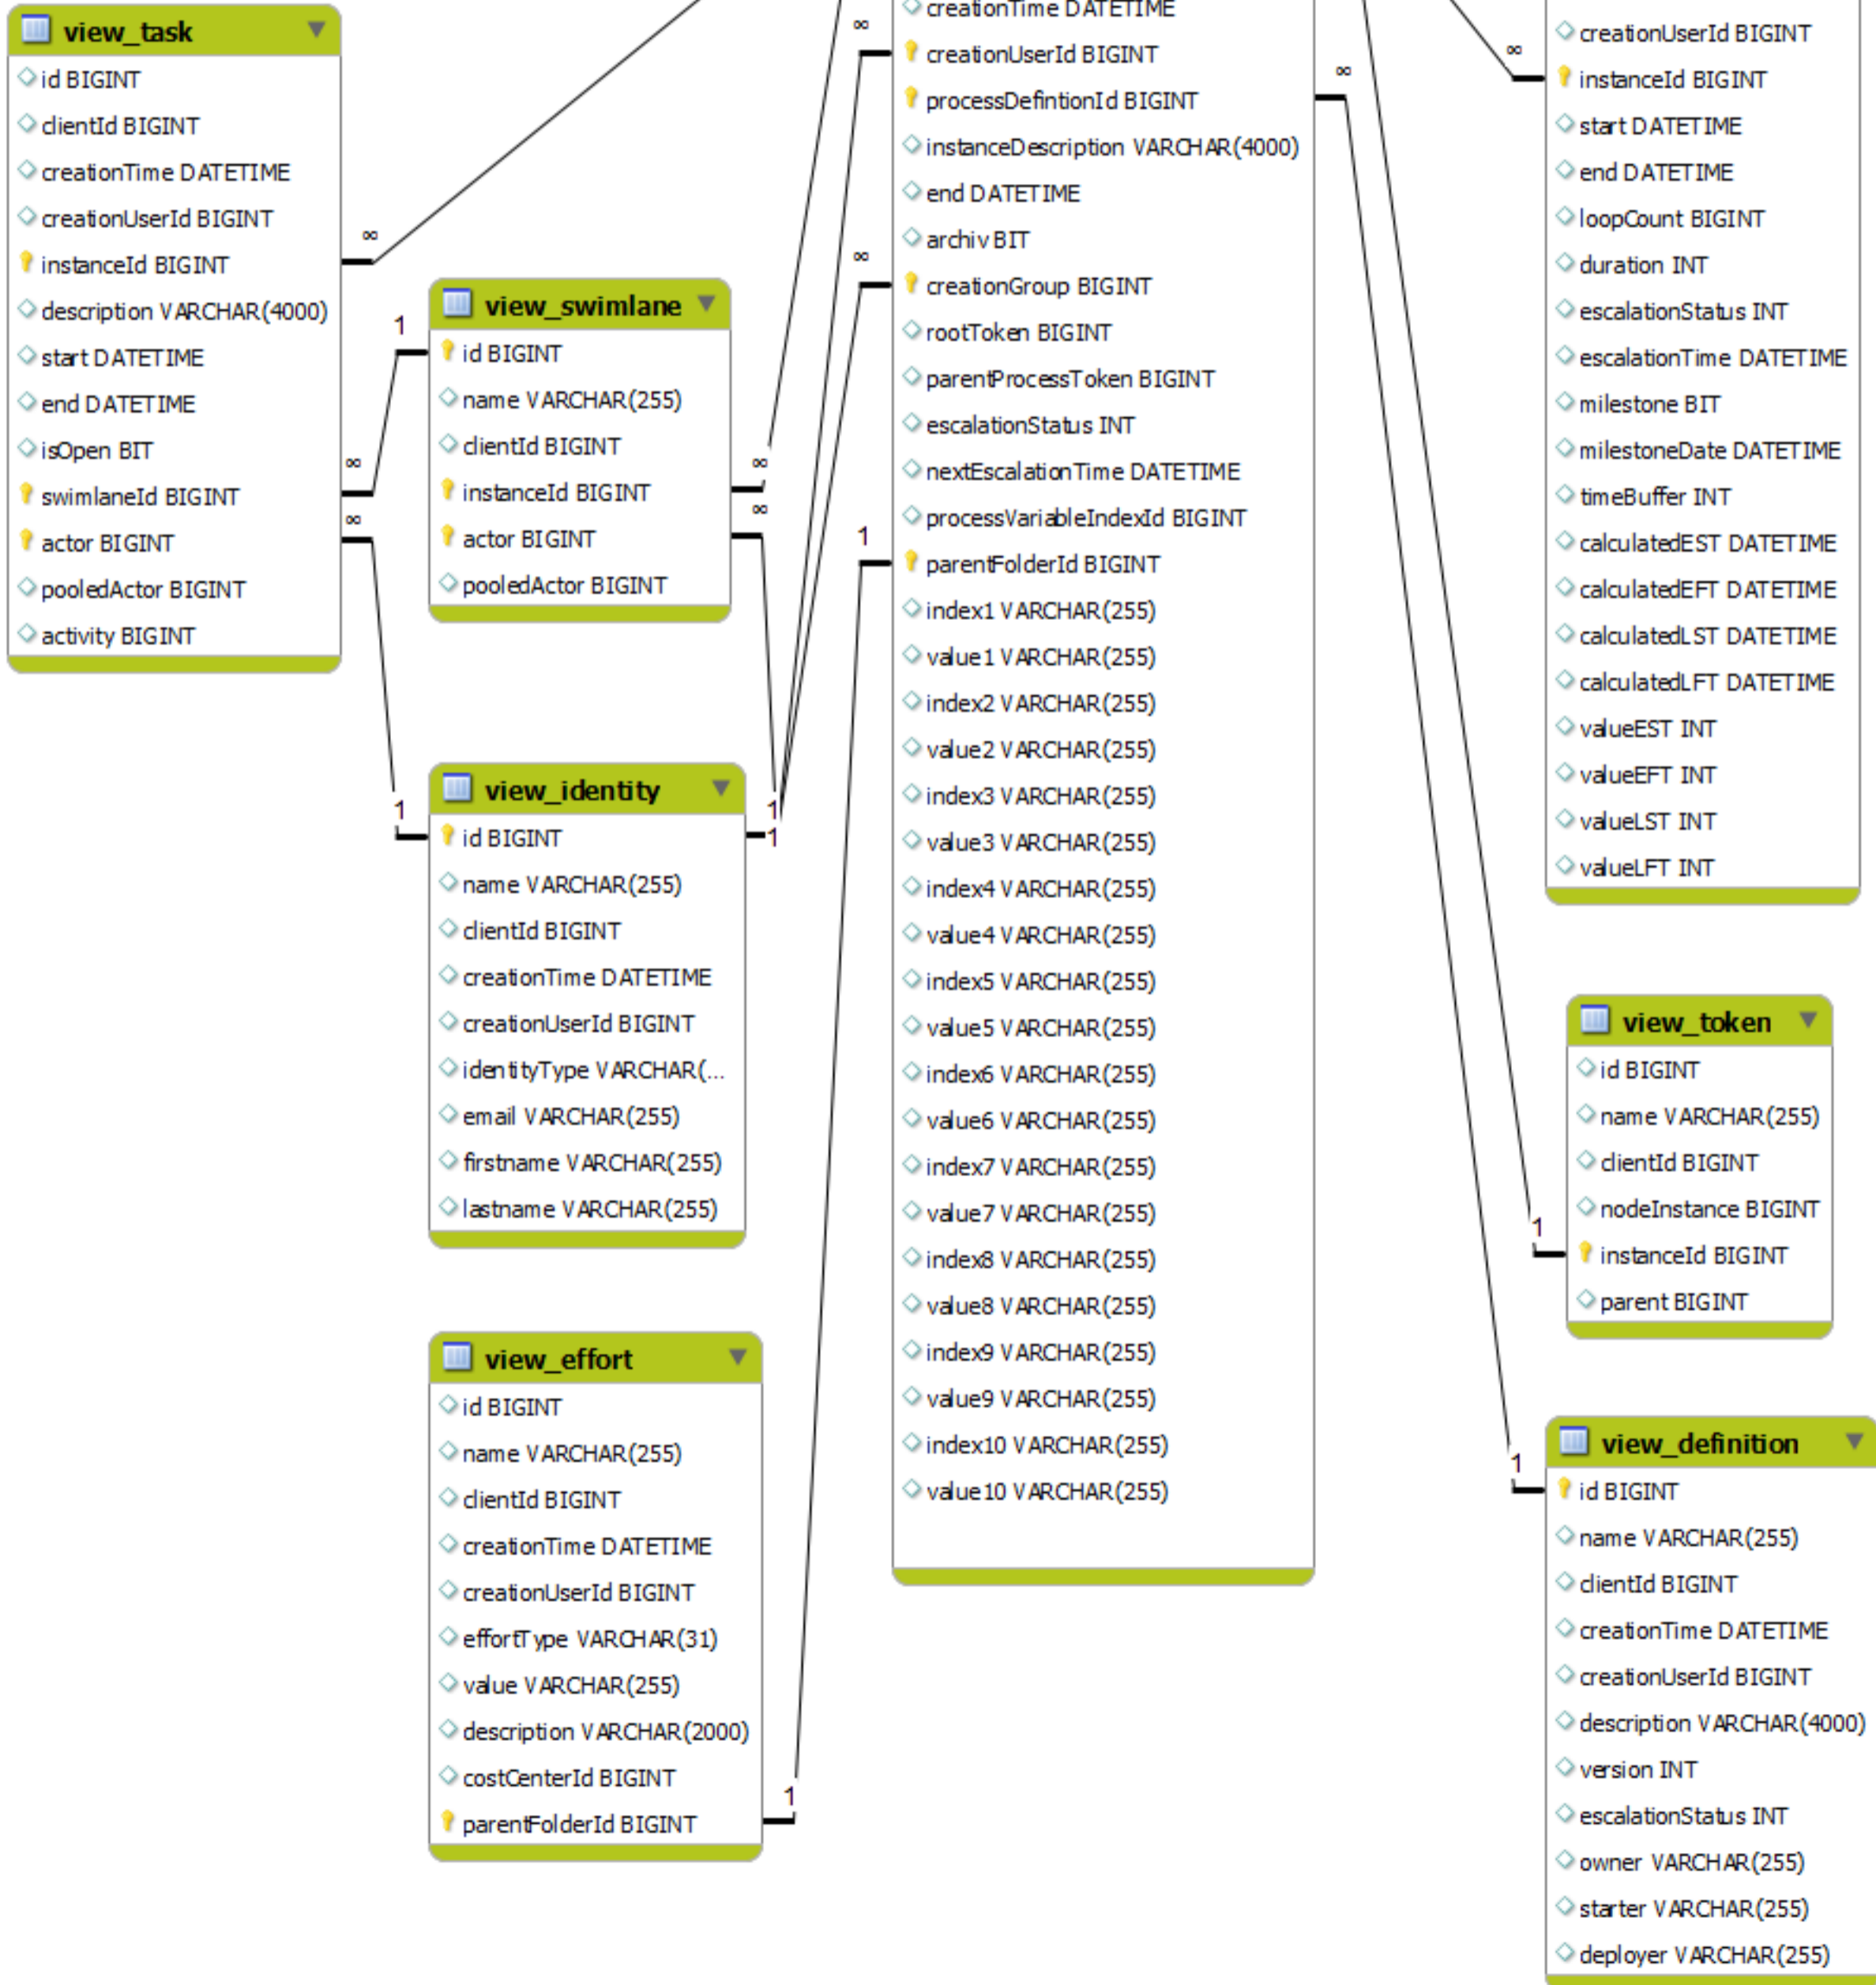 view_task
id BIGINT
clientId BIGINT
creationTime DATETIME
creationUserId BIGINT
instanceId BIGINT
description VARCHAR(4000)
start DATETIME
end DATETIME
isOpen BIT
swimlaneId BIGINT
actor BIGINT
pooledActor BIGINT
activity BIGINT
∞
∞
∞
1
1
view_swimlane
id BIGINT
name VARCHAR(255)
clientId BIGINT
instanceId BIGINT
actor BIGINT
pooledActor BIGINT
∞
∞
view_identity
id BIGINT
name VARCHAR(255)
clientId BIGINT
creationTime DATETIME
creationUserId BIGINT
identityType VARCHAR(...
email VARCHAR(255)
firstname VARCHAR(255)
lastname VARCHAR(255)
1
1
view_effort
id BIGINT
name VARCHAR(255)
clientId BIGINT
creationTime DATETIME
creationUserId BIGINT
effortType VARCHAR(31)
value VARCHAR(255)
description VARCHAR(2000)
costCenterId BIGINT
parentFolderId BIGINT
1
∞
∞
1
creationTime DATETIME
creationUserId BIGINT
processDefintionId BIGINT
instanceDescription VARCHAR(4000)
end DATETIME
archiv BIT
creationGroup BIGINT
rootToken BIGINT
parentProcessToken BIGINT
escalationStatus INT
nextEscalationTime DATETIME
processVariableIndexId BIGINT
parentFolderId BIGINT
index1 VARCHAR(255)
value1 VARCHAR(255)
index2 VARCHAR(255)
value2 VARCHAR(255)
index3 VARCHAR(255)
value3 VARCHAR(255)
index4 VARCHAR(255)
value4 VARCHAR(255)
index5 VARCHAR(255)
value5 VARCHAR(255)
index6 VARCHAR(255)
value6 VARCHAR(255)
index7 VARCHAR(255)
value7 VARCHAR(255)
index8 VARCHAR(255)
value8 VARCHAR(255)
index9 VARCHAR(255)
value9 VARCHAR(255)
index10 VARCHAR(255)
value10 VARCHAR(255)
∞
∞
creationUserId BIGINT
instanceId BIGINT
start DATETIME
end DATETIME
loopCount BIGINT
duration INT
escalationStatus INT
escalationTime DATETIME
milestone BIT
milestoneDate DATETIME
timeBuffer INT
calculatedEST DATETIME
calculatedEFT DATETIME
calculatedLST DATETIME
calculatedLFT DATETIME
valueEST INT
valueEFT INT
valueLST INT
valueLFT INT
view_token
id BIGINT
name VARCHAR(255)
clientId BIGINT
nodeInstance BIGINT
instanceId BIGINT
parent BIGINT
1
1
view_definition
id BIGINT
name VARCHAR(255)
clientId BIGINT
creationTime DATETIME
creationUserId BIGINT
description VARCHAR(4000)
version INT
escalationStatus INT
owner VARCHAR(255)
starter VARCHAR(255)
deployer VARCHAR(255)